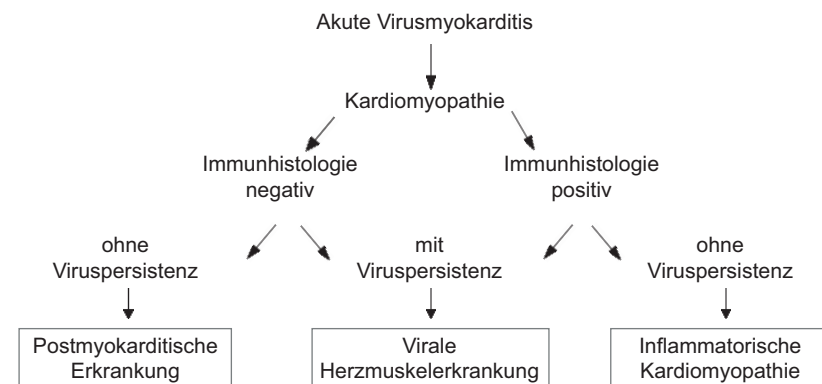 Akute Virusmyokarditis
Kardiomyopathie
Immunhistologie
negativ
Immunhistologie
positiv
ohne
Viruspersistenz
mit
Viruspersistenz
ohne
Viruspersistenz
Postmyokarditische
Erkrankung
Virale
Herzmuskelerkrankung
Inflammatorische
Kardiomyopathie